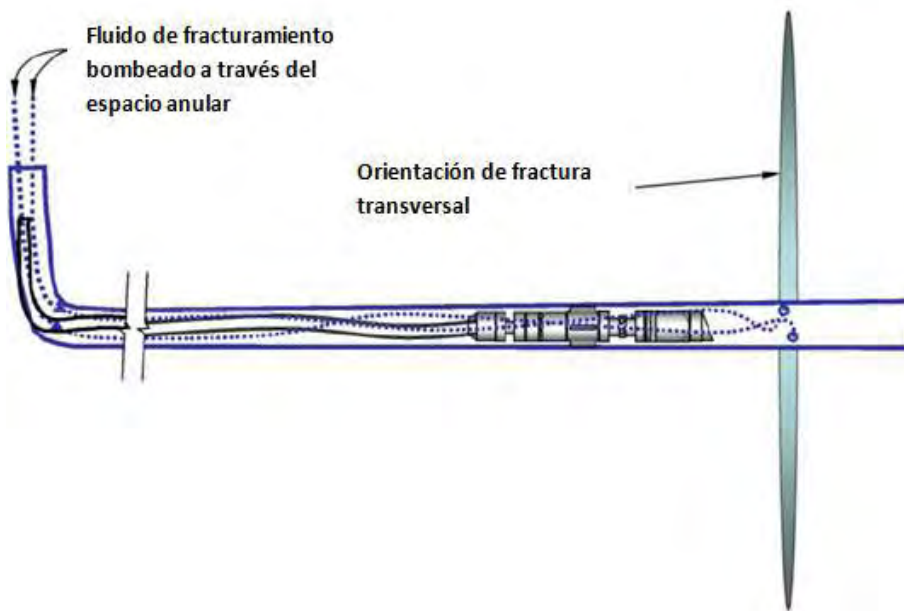 Fluido de fracturamiento
bombeado a través del
espacio anular
Orientación de fractura
transversal